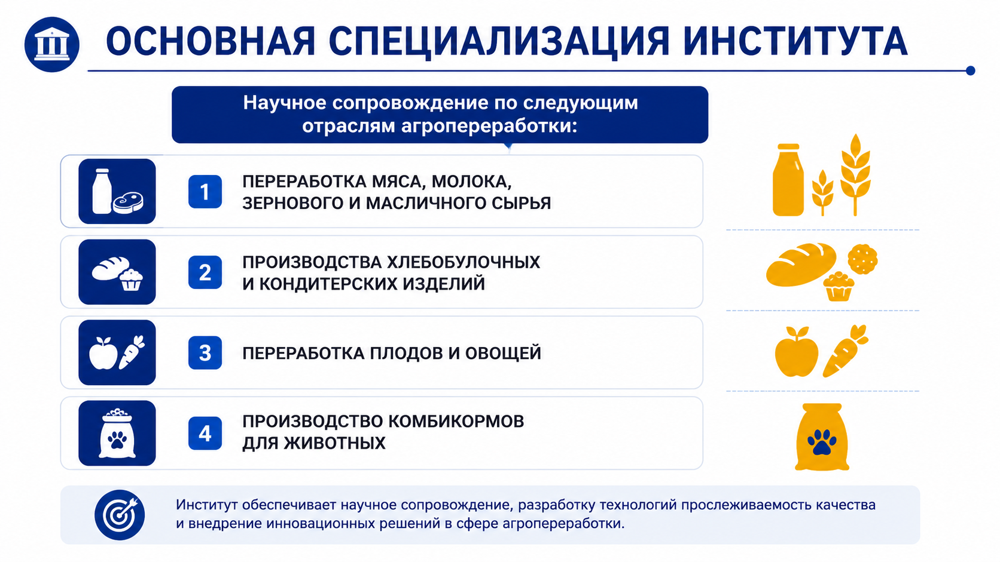 ОСНОВНАЯ СПЕЦИАЛИЗАЦИЯ ИНСТИТУТА
Научное сопровождение по следующим
отраслям агропереработки:
1
ПЕРЕРАБОТКА МЯСА, МОЛОКА,
ЗЕРНОВОГО И МАСЛИЧНОГО СЫРЬЯ
2
ПРОИЗВОДСТВА ХЛЕБОБУЛОЧНЫХ
И КОНДИТЕРСКИХ ИЗДЕЛИЙ
3
ПЕРЕРАБОТКА ПЛОДОВ И ОВОЩЕЙ
4
ПРОИЗВОДСТВО КОМБИКОРМОВ
ДЛЯ ЖИВОТНЫХ
Институт обеспечивает научное сопровождение, разработку технологий прослеживаемость качества
и внедрение инновационных решений в сфере агропереработки.